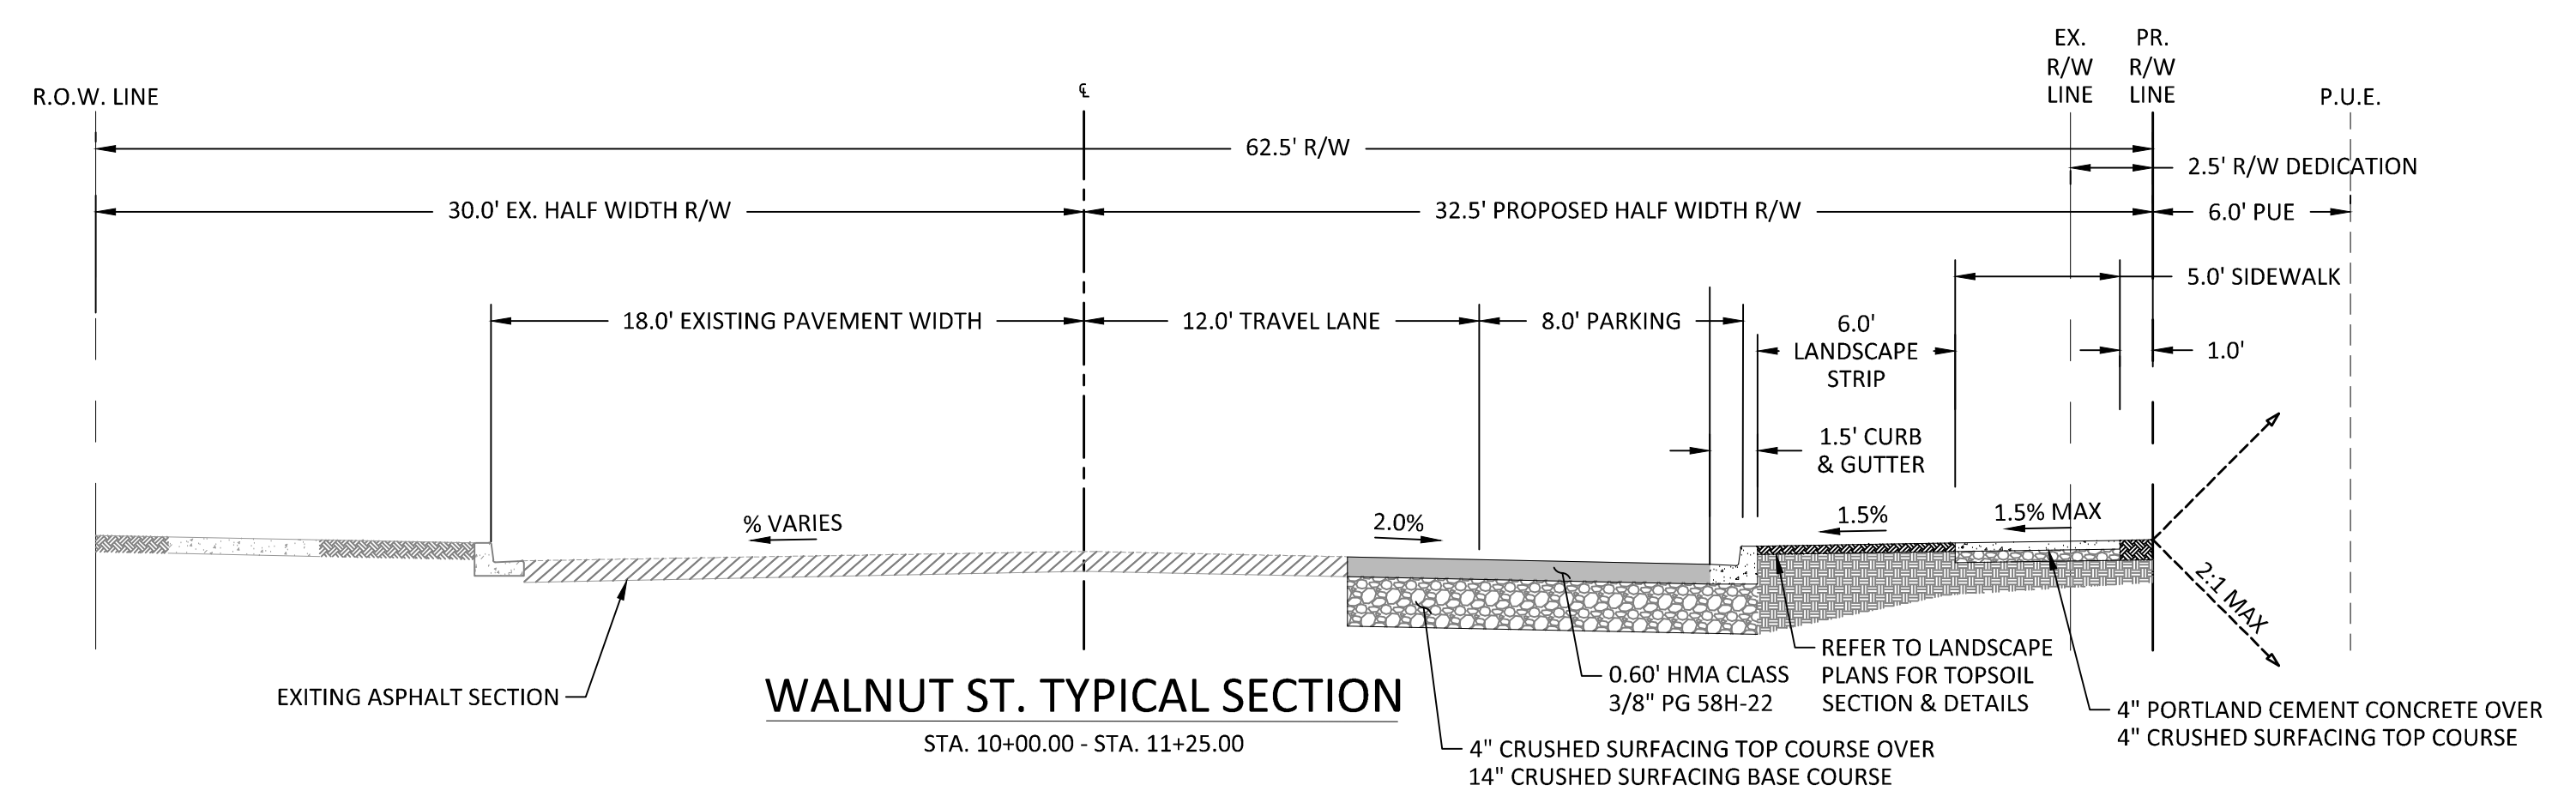 EX.
R/W
LINE
PR.
R/W
LINE
R.O.W. LINE
℄
P.U.E.
62.5' R/W
2.5' R/W DEDICATION
30.0' EX. HALF WIDTH R/W
32.5' PROPOSED HALF WIDTH R/W
6.0' PUE
5.0' SIDEWALK
18.0' EXISTING PAVEMENT WIDTH
12.0' TRAVEL LANE
8.0' PARKING
6.0'
LANDSCAPE
STRIP
1.0'
1.5' CURB
& GUTTER
% VARIES
2.0%
1.5%
1.5% MAX
2:1 MAX
EXITING ASPHALT SECTION
0.60' HMA CLASS
3/8" PG 58H-22
REFER TO LANDSCAPE
PLANS FOR TOPSOIL
SECTION & DETAILS
4" PORTLAND CEMENT CONCRETE OVER
4" CRUSHED SURFACING TOP COURSE
4" CRUSHED SURFACING TOP COURSE OVER
14" CRUSHED SURFACING BASE COURSE
WALNUT ST. TYPICAL SECTION
STA. 10+00.00 - STA. 11+25.00